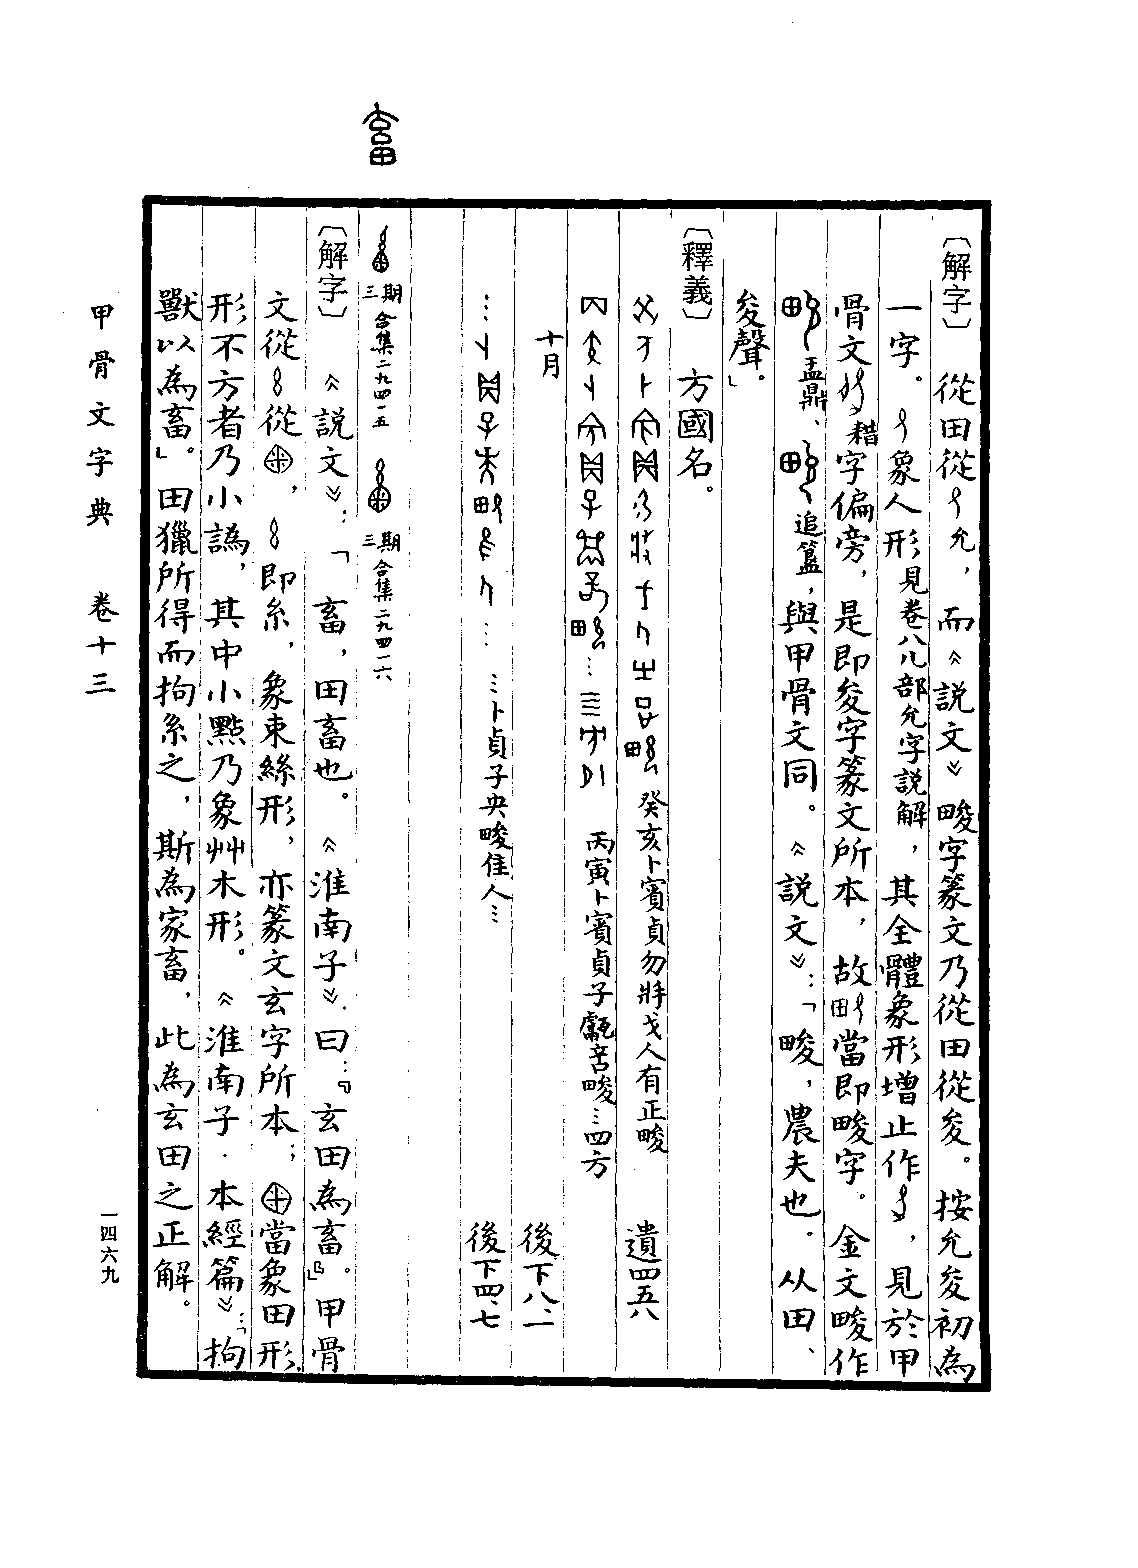 〔解字〕從田從允,而《説文》畯字篆文乃從田從夋。按允夋初為
一字。象人形見卷八儿部允字説解,其全體象形增止作,見於甲
骨文耤字偏旁,是即夋字篆文所本,故當即畯字。金文畯作
盂鼎、追簋,與甲骨文同。《説文》:「畯,農夫也。从田、
夋聲。」
〔釋義〕方國名。
癸亥卜賓貞勿將戈人有正畯 遺四五八
丙寅卜賓貞子𠭯畯…四方
十月 後下八、一
…卜貞子央畯隹人… 後下四、七
畜
三期 合集二九四一五 三期 合集二九四一六
〔解字〕《説文》:「畜,田畜也。《淮南子》曰:『玄田為畜。』」甲骨
文從從,即糸,象束絲形,亦篆文玄字所本;當象田形,
形不方者乃小譌,其中小點乃象艸木形。《淮南子·本經篇》:「拘
獸以為畜」。田獵所得而拘系之,斯為家畜,此為玄田之正解。
甲骨文字典 卷十三
一四六九